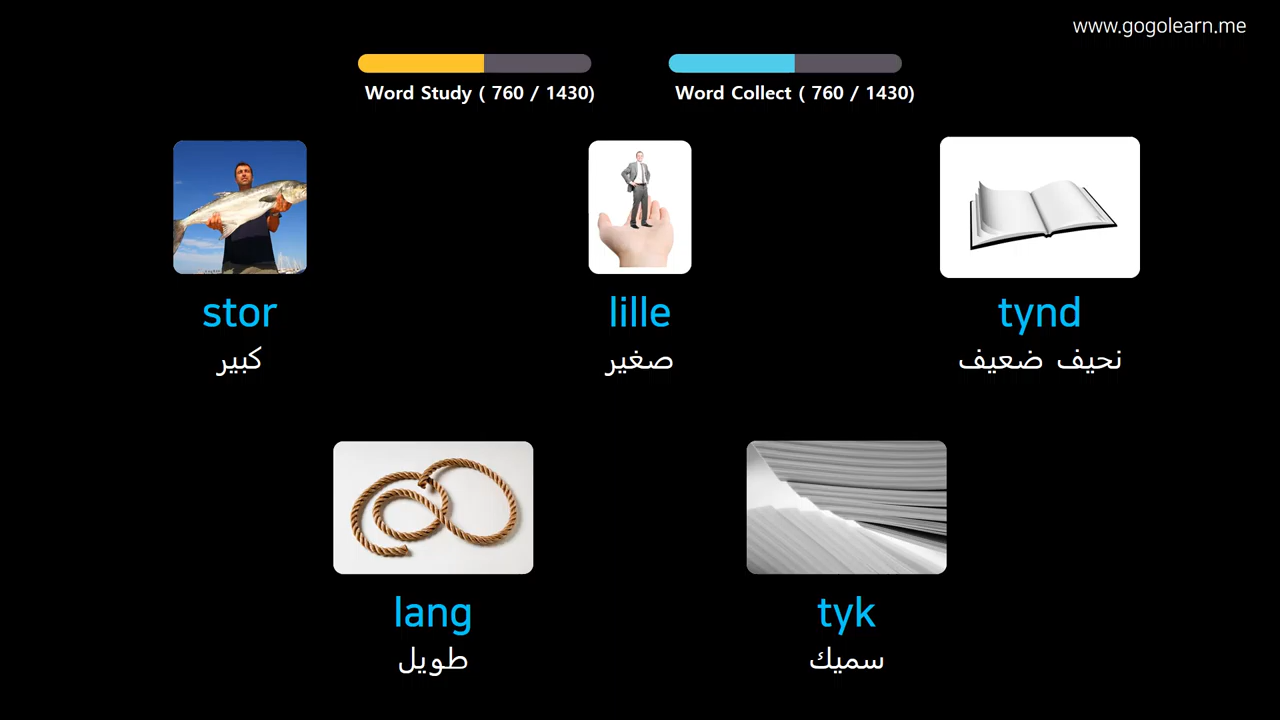 www.gogolearn.me
Word Study ( 760 / 1430)
Word Collect ( 760 / 1430)
stor
كبير
lille
صغير
tynd
نحيف ضعيف
lang
طويل
tyk
سميك